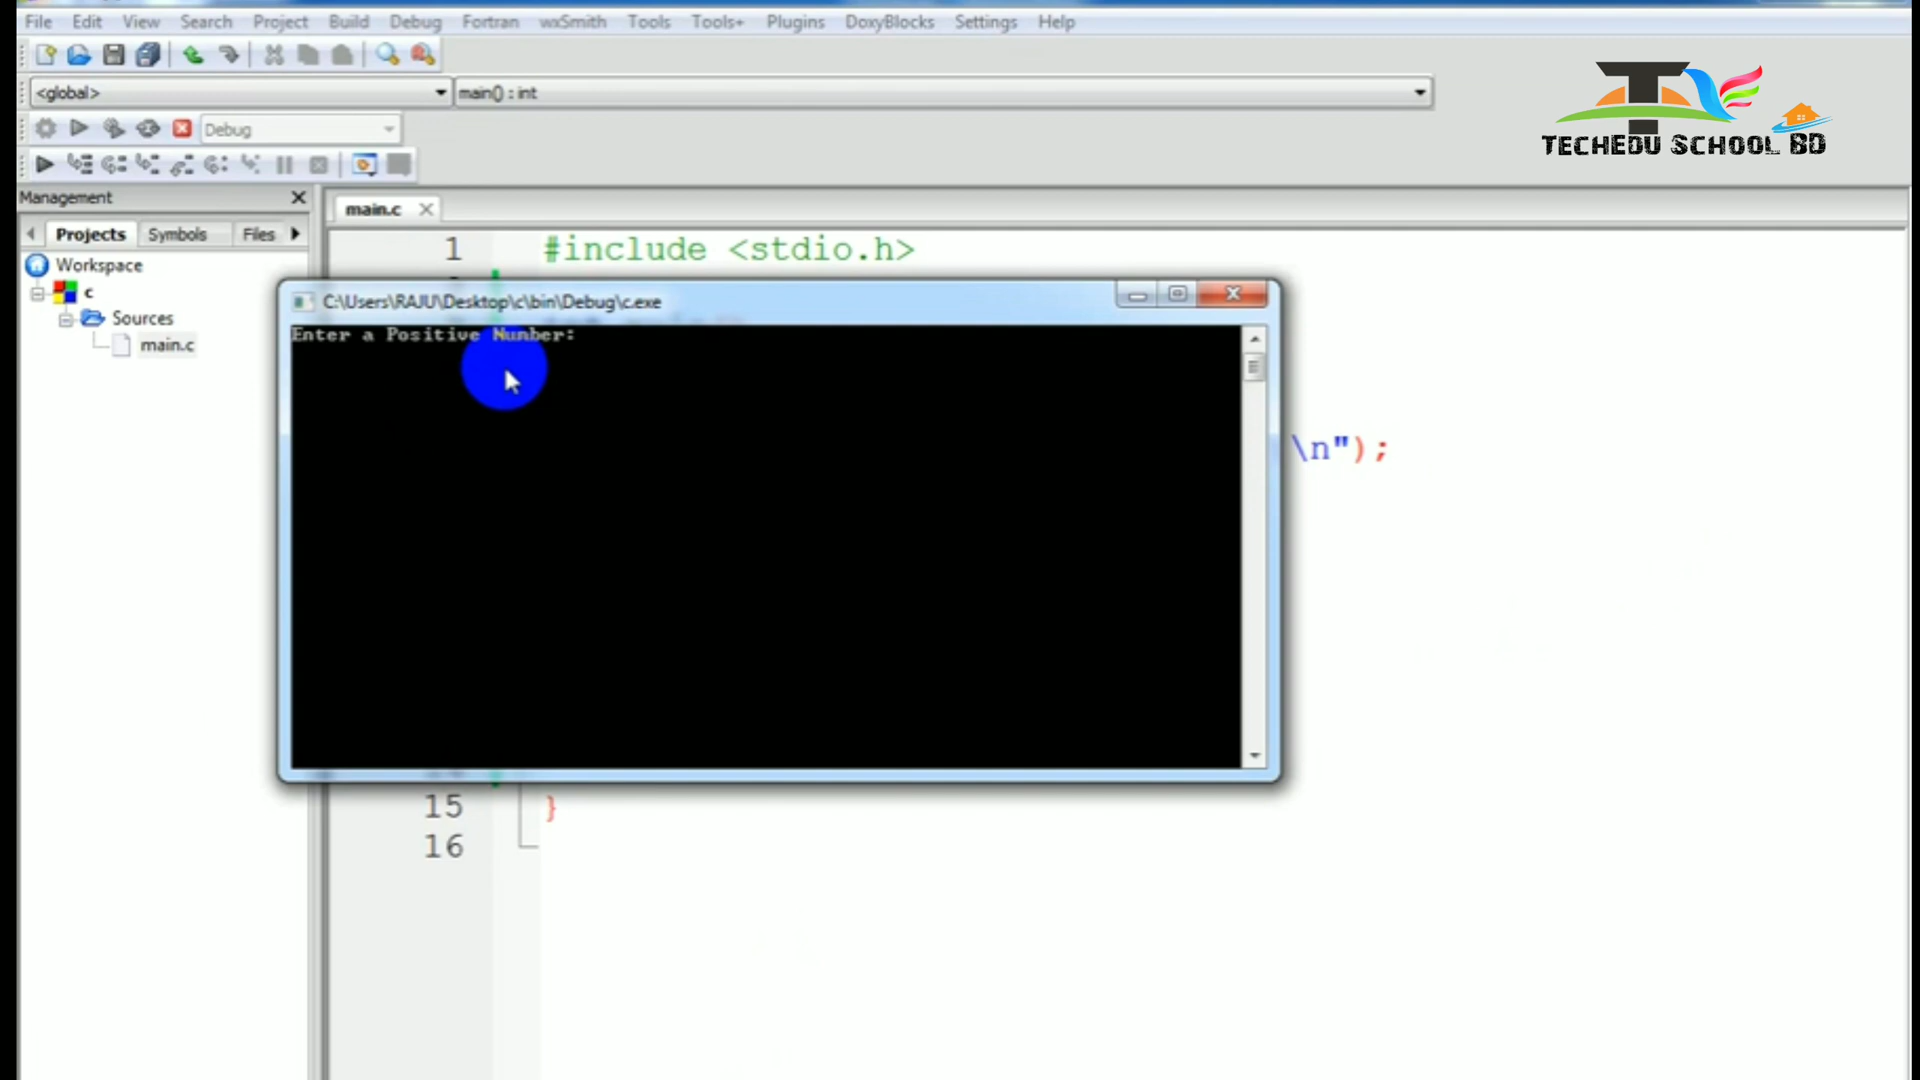 File Edit View Search Project Build Debug Fortran wxSmith Tools Tools+ Plugins DoxyBlocks Settings Help
<global> main() : int
Debug
TECHEDU SCHOOL BD
Management
main.c
Projects Symbols Files
1 #include <stdio.h>
Workspace
c
Sources
main.c
C:\Users\RAJU\Desktop\c\bin\Debug\c.exe
Enter a Positive Number:
\n");
15 }
16